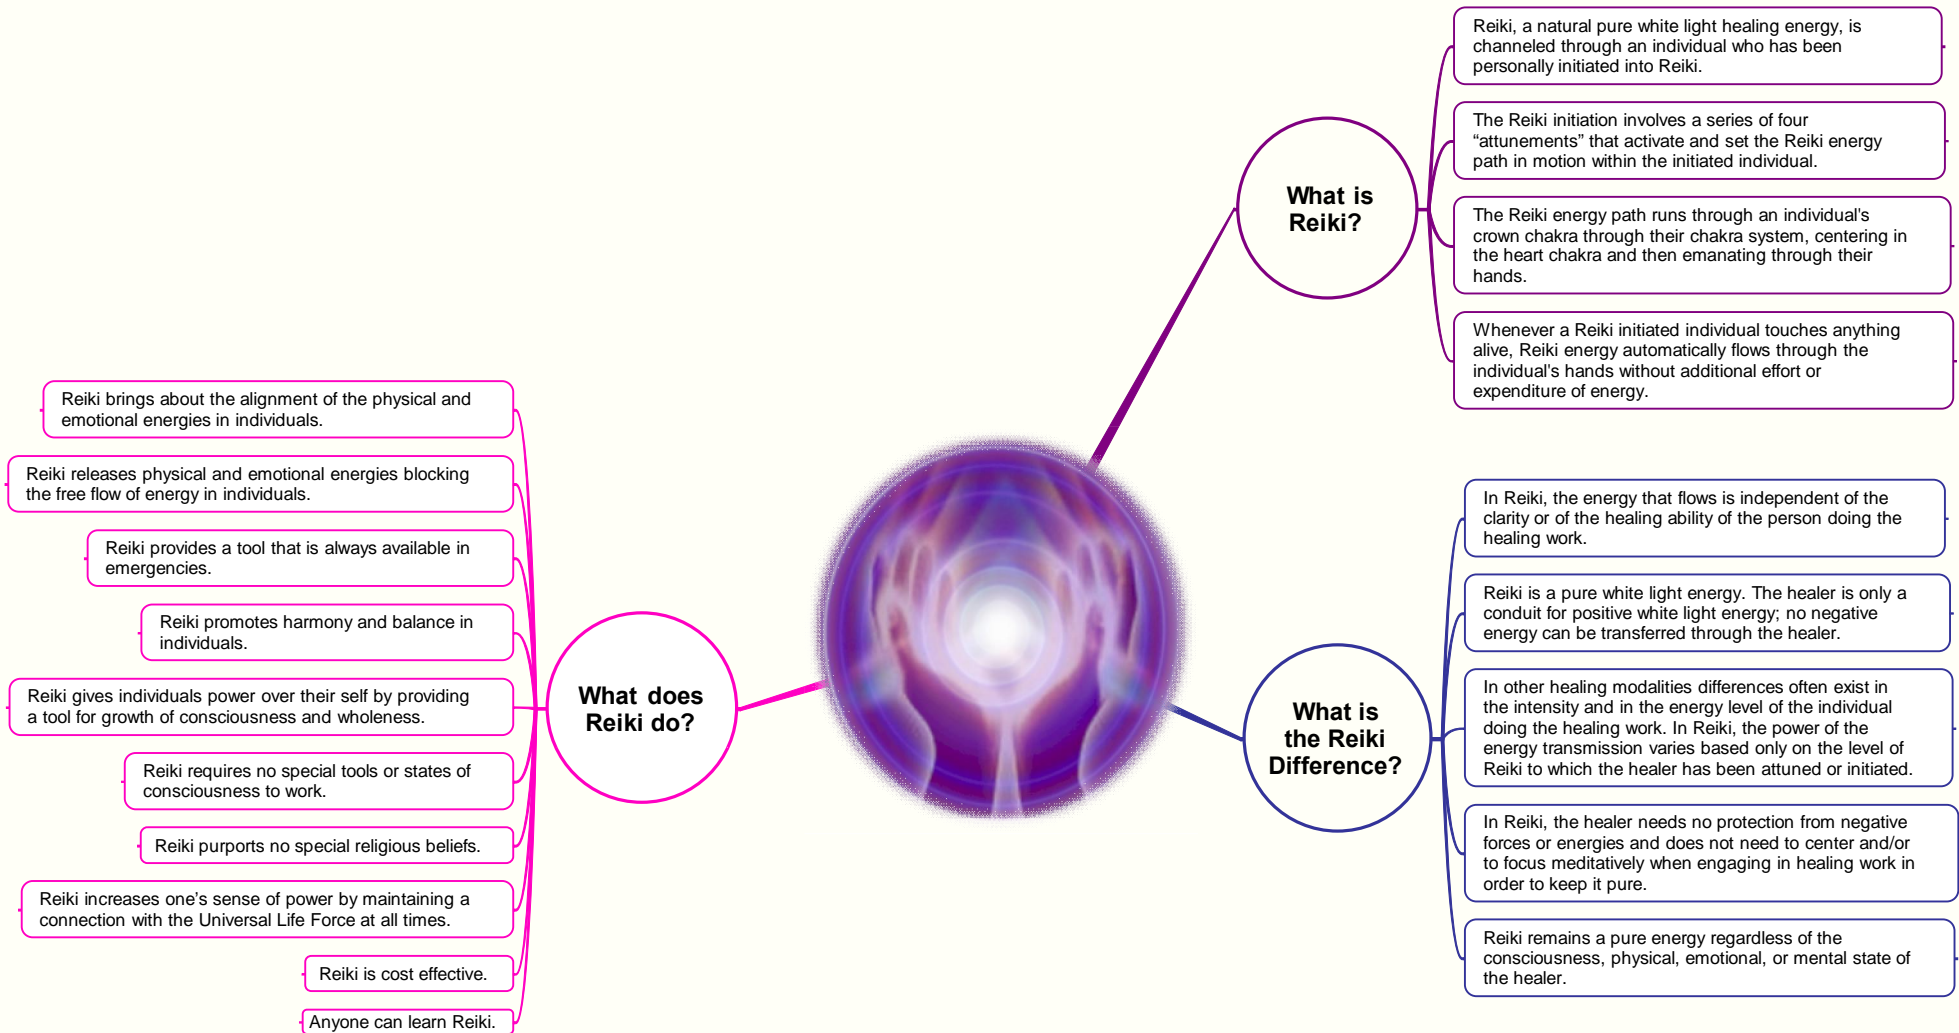 What is
Reiki?
Reiki, a natural pure white light healing energy, is
channeled through an individual who has been
personally initiated into Reiki.
The Reiki initiation involves a series of four
“attunements” that activate and set the Reiki energy
path in motion within the initiated individual.
The Reiki energy path runs through an individual's
crown chakra through their chakra system, centering in
the heart chakra and then emanating through their
hands.
Whenever a Reiki initiated individual touches anything
alive, Reiki energy automatically flows through the
individual's hands without additional effort or
expenditure of energy.
What is
the Reiki
Difference?
In Reiki, the energy that flows is independent of the
clarity or of the healing ability of the person doing the
healing work.
Reiki is a pure white light energy. The healer is only a
conduit for positive white light energy; no negative
energy can be transferred through the healer.
In other healing modalities differences often exist in
the intensity and in the energy level of the individual
doing the healing work. In Reiki, the power of the
energy transmission varies based only on the level of
Reiki to which the healer has been attuned or initiated.
In Reiki, the healer needs no protection from negative
forces or energies and does not need to center and/or
to focus meditatively when engaging in healing work in
order to keep it pure.
Reiki remains a pure energy regardless of the
consciousness, physical, emotional, or mental state of
the healer.
What does
Reiki do?
Reiki brings about the alignment of the physical and
emotional energies in individuals.
Reiki releases physical and emotional energies blocking
the free flow of energy in individuals.
Reiki provides a tool that is always available in
emergencies.
Reiki promotes harmony and balance in
individuals.
Reiki gives individuals power over their self by providing
a tool for growth of consciousness and wholeness.
Reiki requires no special tools or states of
consciousness to work.
Reiki purports no special religious beliefs.
Reiki increases one’s sense of power by maintaining a
connection with the Universal Life Force at all times.
Reiki is cost effective.
Anyone can learn Reiki.